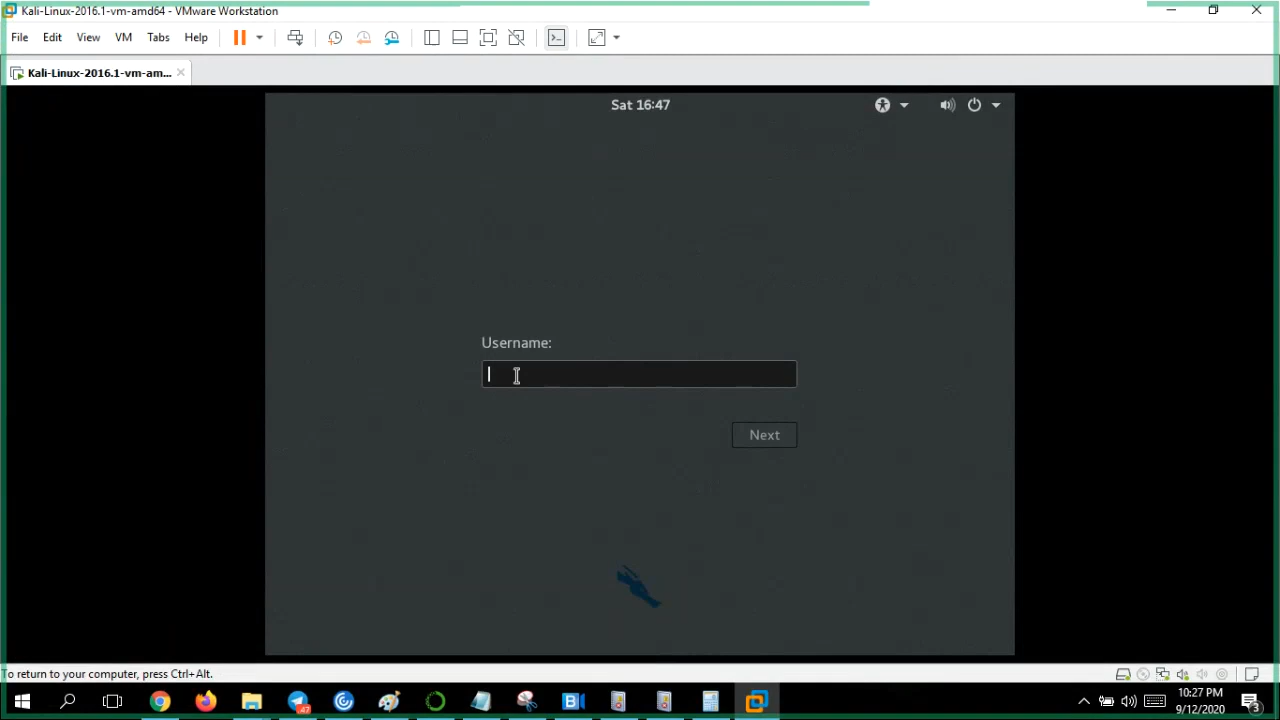 Kali-Linux-2016.1-vm-amd64 - VMware Workstation
File Edit View VM Tabs Help
Kali-Linux-2016.1-vm-am...
Sat 16:47
Username:
Next
To return to your computer, press Ctrl+Alt.
47
B!
10:27 PM
9/12/2020
3